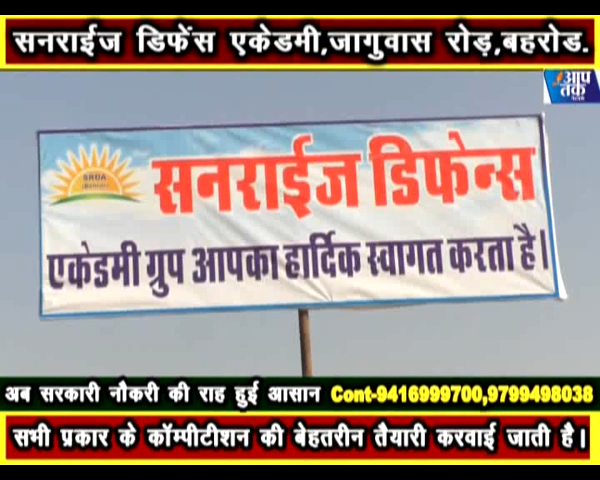 सनराईज डिफेंस एकेडमी,जागुवास रोड़,बहरोड.
आप
तक
SRDA
सनराईज डिफेन्स
एकेडमी ग्रुप आपका हार्दिक स्वागत करता है।
अब सरकारी नौकरी की राह हुई आसान Cont-9416999700,9799498038
सभी प्रकार के कॉम्पीटीशन की बेहतरीन तैयारी करवाई जाती है।